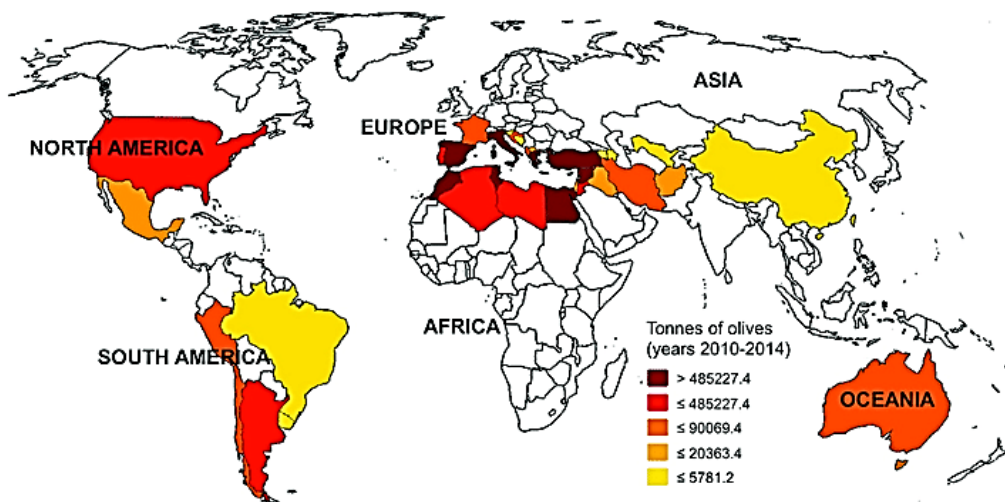 ASIA
EUROPE
NORTH AMERICA
AFRICA
SOUTH AMERICA
OCEANIA
Tonnes of olives
(years 2010-2014)
> 485227.4
≤ 485227.4
≤ 90069.4
≤ 20363.4
≤ 5781.2